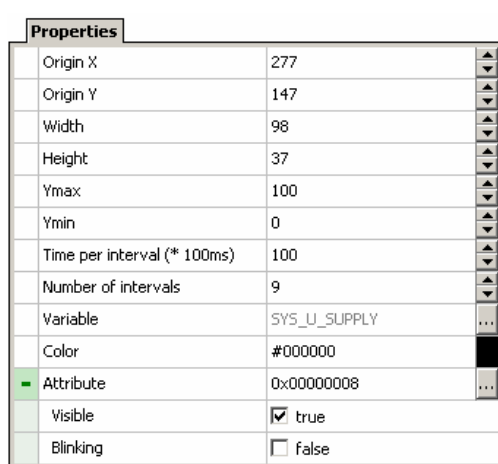 Properties
Origin X 277
Origin Y 147
Width 98
Height 37
Ymax 100
Ymin 0
Time per interval (* 100ms) 100
Number of intervals 9
Variable SYS_U_SUPPLY ...
Color #000000
Attribute 0x00000008 ...
Visible true
Blinking false